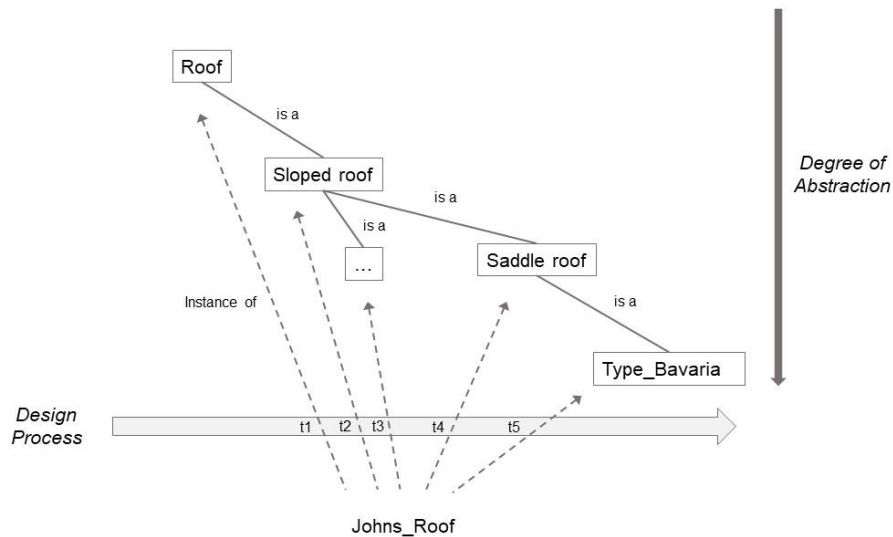 Roof
is a
Sloped roof
Degree of
Abstraction
is a
is a
...
Saddle roof
Instance of
is a
Type_Bavaria
Design
Process
t1
t2
t3
t4
t5
Johns_Roof